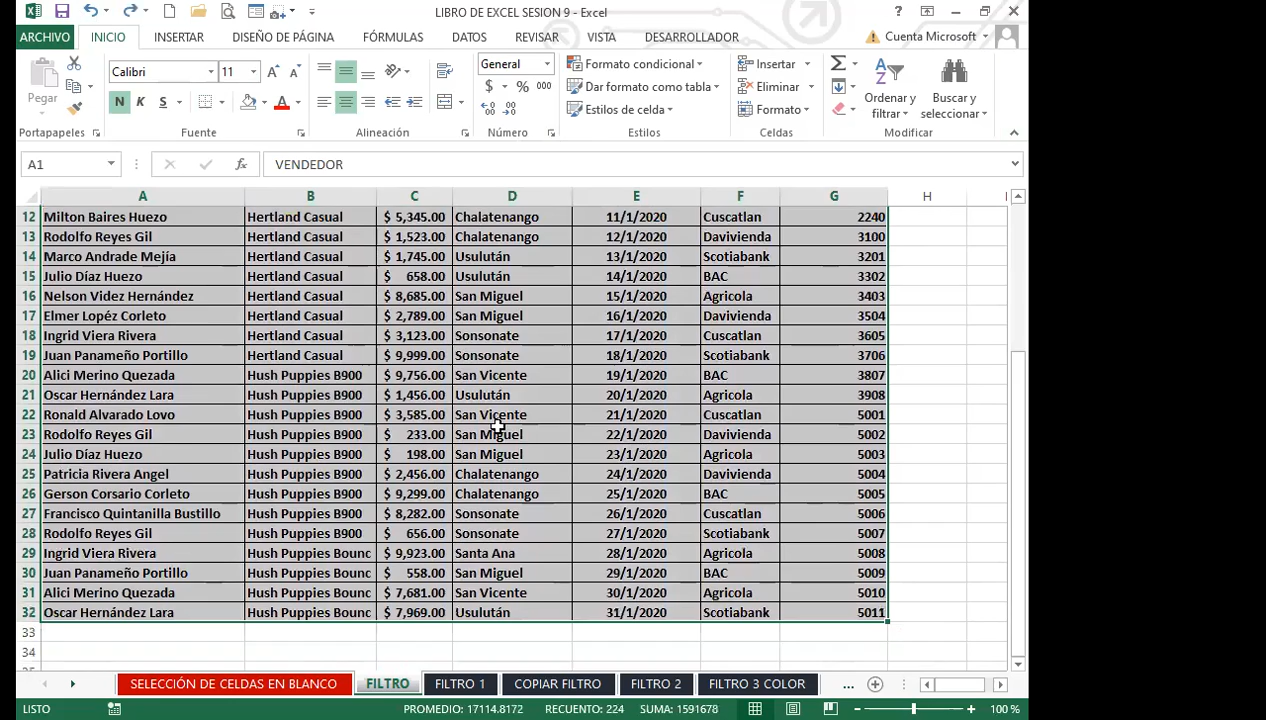 LIBRO DE EXCEL SESION 9 - Excel
ARCHIVO INICIO INSERTAR DISEÑO DE PÁGINA FÓRMULAS DATOS REVISAR VISTA DESARROLLADOR Cuenta Microsoft
Calibri 11 General Formato condicional Insertar
Pegar N K S $ % 000 Dar formato como tabla Eliminar Ordenar y filtrar Buscar y seleccionar
Estilos de celda Formato
Portapapeles Fuente Alineación Número Estilos Celdas Modificar
A1 fx VENDEDOR
A B C D E F G H
12 Milton Baires Huezo Hertland Casual $ 5,345.00 Chalatenango 11/1/2020 Cuscatlan 2240
13 Rodolfo Reyes Gil Hertland Casual $ 1,523.00 Chalatenango 12/1/2020 Davivienda 3100
14 Marco Andrade Mejía Hertland Casual $ 1,745.00 Usulután 13/1/2020 Scotiabank 3201
15 Julio Díaz Huezo Hertland Casual $ 658.00 Usulután 14/1/2020 BAC 3302
16 Nelson Videz Hernández Hertland Casual $ 8,685.00 San Miguel 15/1/2020 Agricola 3403
17 Elmer Lopéz Corleto Hertland Casual $ 2,789.00 San Miguel 16/1/2020 Davivienda 3504
18 Ingrid Viera Rivera Hertland Casual $ 3,123.00 Sonsonate 17/1/2020 Cuscatlan 3605
19 Juan Panameño Portillo Hertland Casual $ 9,999.00 Sonsonate 18/1/2020 Scotiabank 3706
20 Alici Merino Quezada Hush Puppies B900 $ 9,756.00 San Vicente 19/1/2020 BAC 3807
21 Oscar Hernández Lara Hush Puppies B900 $ 1,456.00 Usulután 20/1/2020 Agricola 3908
22 Ronald Alvarado Lovo Hush Puppies B900 $ 3,585.00 San Vicente 21/1/2020 Cuscatlan 5001
23 Rodolfo Reyes Gil Hush Puppies B900 $ 233.00 San Miguel 22/1/2020 Davivienda 5002
24 Julio Díaz Huezo Hush Puppies B900 $ 198.00 San Miguel 23/1/2020 Agricola 5003
25 Patricia Rivera Angel Hush Puppies B900 $ 2,456.00 Chalatenango 24/1/2020 Davivienda 5004
26 Gerson Corsario Corleto Hush Puppies B900 $ 9,299.00 Chalatenango 25/1/2020 BAC 5005
27 Francisco Quintanilla Bustillo Hush Puppies B900 $ 8,282.00 Sonsonate 26/1/2020 Cuscatlan 5006
28 Rodolfo Reyes Gil Hush Puppies B900 $ 656.00 Sonsonate 27/1/2020 Scotiabank 5007
29 Ingrid Viera Rivera Hush Puppies Bounc $ 9,923.00 Santa Ana 28/1/2020 Agricola 5008
30 Juan Panameño Portillo Hush Puppies Bounc $ 558.00 San Miguel 29/1/2020 BAC 5009
31 Alici Merino Quezada Hush Puppies Bounc $ 7,681.00 San Vicente 30/1/2020 Agricola 5010
32 Oscar Hernández Lara Hush Puppies Bounc $ 7,969.00 Usulután 31/1/2020 Scotiabank 5011
33
34
SELECCIÓN DE CELDAS EN BLANCO FILTRO FILTRO 1 COPIAR FILTRO FILTRO 2 FILTRO 3 COLOR ...
LISTO PROMEDIO: 17114.8172 RECUENTO: 224 SUMA: 1591678 100 %